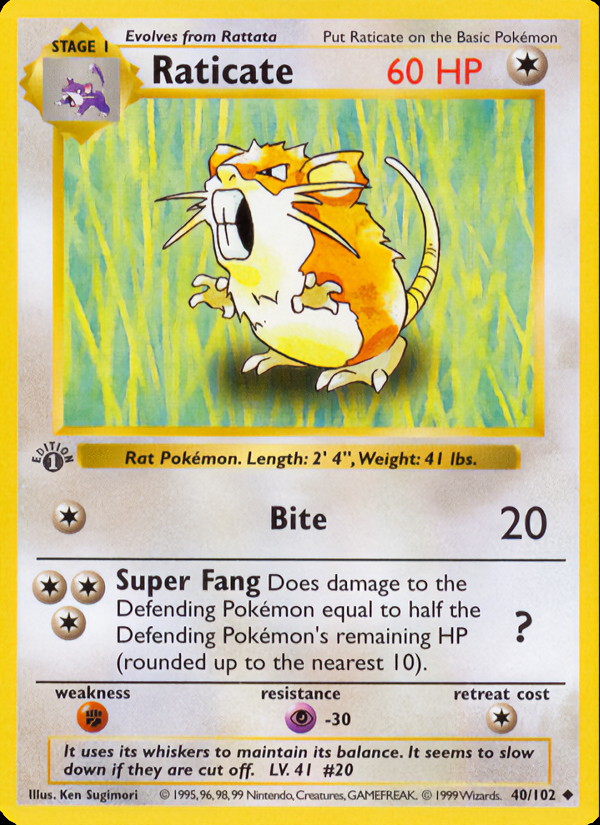 STAGE 1
Evolves from Rattata
Put Raticate on the Basic Pokémon
Raticate
60 HP
EDITION
1
Rat Pokémon. Length: 2' 4", Weight: 41 lbs.
Bite
20
Super Fang Does damage to the
Defending Pokémon equal to half the
Defending Pokémon's remaining HP
(rounded up to the nearest 10).
?
weakness
resistance
retreat cost
-30
It uses its whiskers to maintain its balance. It seems to slow
down if they are cut off. LV. 41 #20
Illus. Ken Sugimori
© 1995, 96, 98, 99 Nintendo, Creatures, GAMEFREAK. © 1999 Wizards.
40/102 ◆